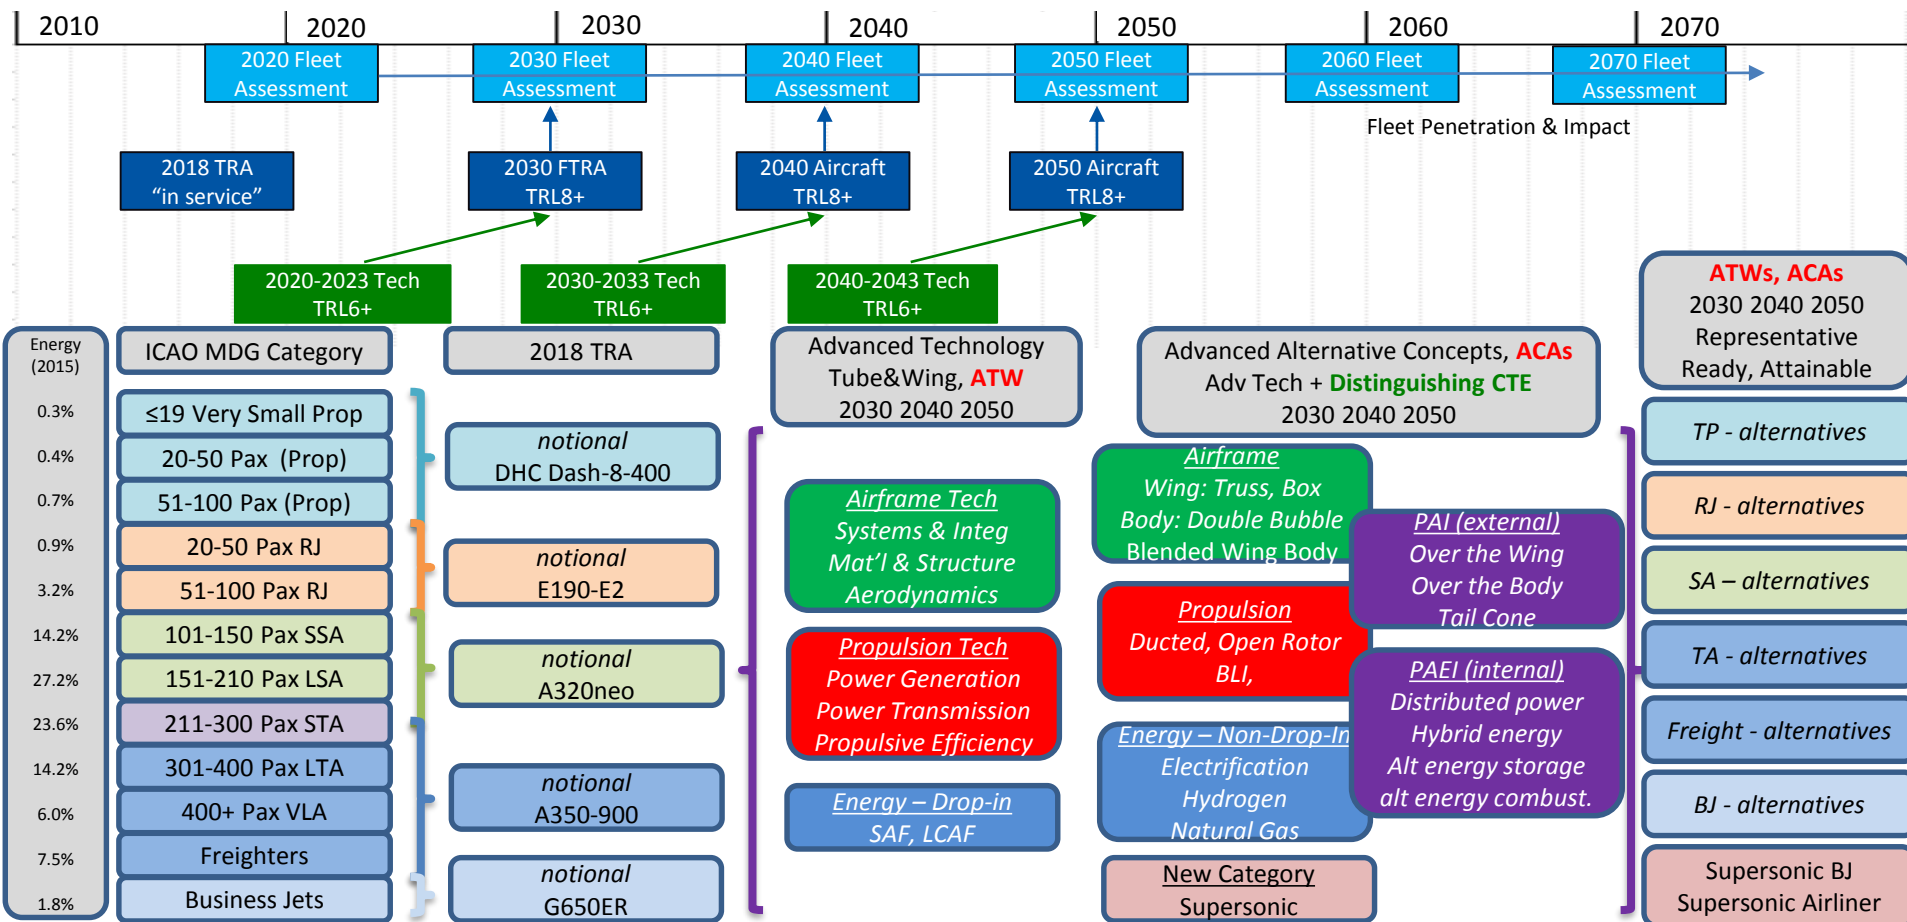 2010
2020
2030
2040
2050
2060
2070
2020 Fleet
Assessment
2030 Fleet
Assessment
2040 Fleet
Assessment
2050 Fleet
Assessment
2060 Fleet
Assessment
2070 Fleet
Assessment
Fleet Penetration & Impact
2018 TRA
“in service”
2030 FTRA
TRL8+
2040 Aircraft
TRL8+
2050 Aircraft
TRL8+
2020-2023 Tech
TRL6+
2030-2033 Tech
TRL6+
2040-2043 Tech
TRL6+
Energy
(2015)
0.3%
0.4%
0.7%
0.9%
3.2%
14.2%
27.2%
23.6%
14.2%
6.0%
7.5%
1.8%
ICAO MDG Category
≤19 Very Small Prop
20-50 Pax (Prop)
51-100 Pax (Prop)
20-50 Pax RJ
51-100 Pax RJ
101-150 Pax SSA
151-210 Pax LSA
211-300 Pax STA
301-400 Pax LTA
400+ Pax VLA
Freighters
Business Jets
2018 TRA
notional
DHC Dash-8-400
notional
E190-E2
notional
A320neo
notional
A350-900
notional
G650ER
Advanced Technology
Tube&Wing, ATW
2030 2040 2050
Airframe Tech
Systems & Integ
Mat’l & Structure
Aerodynamics
Propulsion Tech
Power Generation
Power Transmission
Propulsive Efficiency
Energy – Drop-in
SAF, LCAF
Advanced Alternative Concepts, ACAs
Adv Tech + Distinguishing CTE
2030 2040 2050
Airframe
Wing: Truss, Box
Body: Double Bubble
Blended Wing Body
Propulsion
Ducted, Open Rotor
BLI,
Energy – Non-Drop-In
Electrification
Hydrogen
Natural Gas
New Category
Supersonic
PAI (external)
Over the Wing
Over the Body
Tail Cone
PAEI (internal)
Distributed power
Hybrid energy
Alt energy storage
alt energy combust.
ATWs, ACAs
2030 2040 2050
Representative
Ready, Attainable
TP - alternatives
RJ - alternatives
SA – alternatives
TA - alternatives
Freight - alternatives
BJ - alternatives
Supersonic BJ
Supersonic Airliner